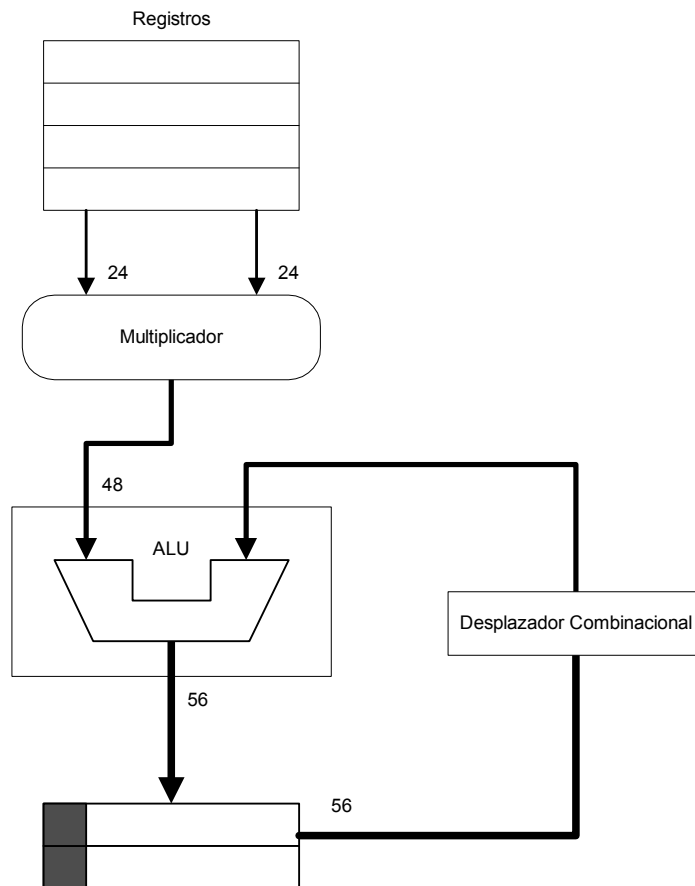 Registros
24
24
Multiplicador
48
ALU
Desplazador Combinacional
56
56